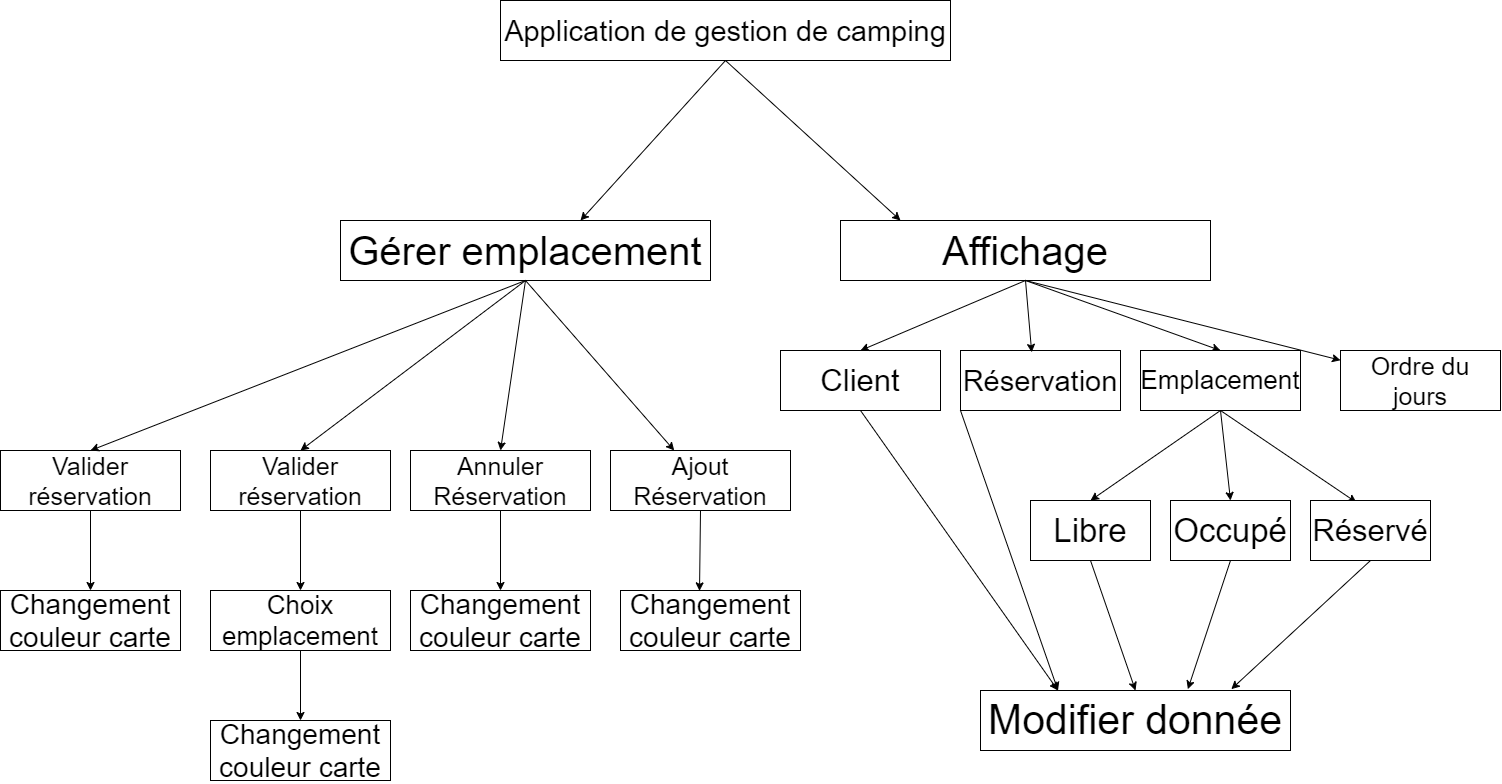 Application de gestion de camping
Gérer emplacement
Affichage
Client
Réservation
Emplacement
Ordre du
jours
Valider
réservation
Valider
réservation
Annuler
Réservation
Ajout
Réservation
Libre
Occupé
Réservé
Changement
couleur carte
Choix
emplacement
Changement
couleur carte
Changement
couleur carte
Modifier donnée
Changement
couleur carte